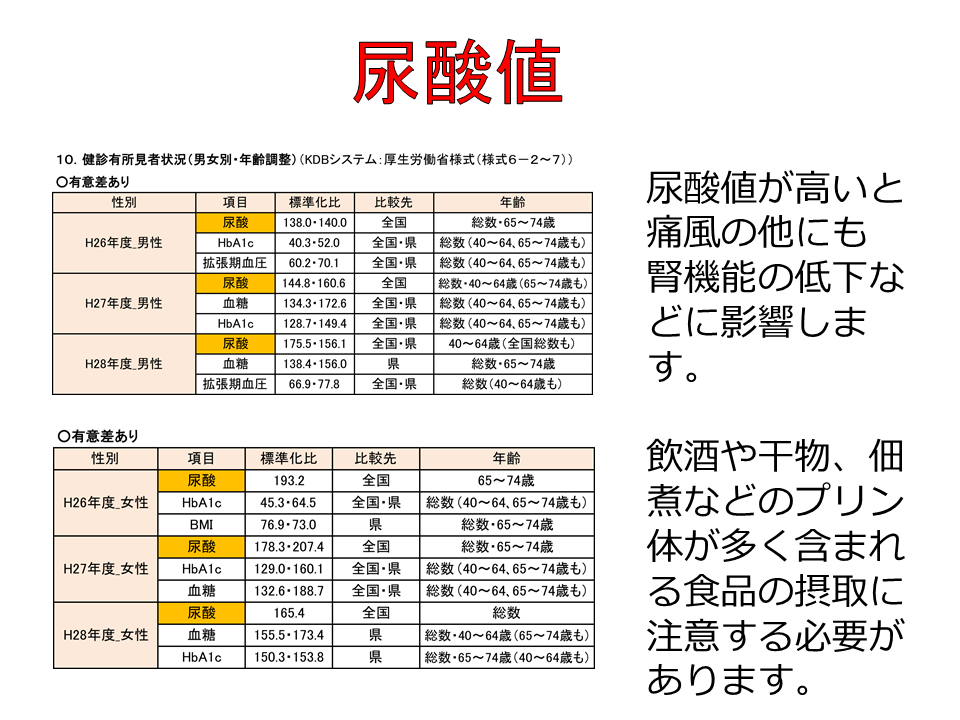 尿酸値
10．健診有所見者状況（男女別・年齢調整）（KDBシステム：厚生労働省様式（様式６－２～７））
〇有意差あり
性別 項目 標準化比 比較先 年齢
H26年度_男性 尿酸 138.0・140.0 全国 総数・65～74歳
HbA1c 40.3・52.0 全国・県 総数（40～64、65～74歳も）
拡張期血圧 60.2・70.1 全国・県 総数（40～64、65～74歳も）
H27年度_男性 尿酸 144.8・160.6 全国 総数・40～64歳（65～74歳も）
血糖 134.3・172.6 全国・県 総数（40～64、65～74歳も）
HbA1c 128.7・149.4 全国・県 総数（40～64、65～74歳も）
H28年度_男性 尿酸 175.5・156.1 全国・県 40～64歳（全国総数も）
血糖 138.4・156.0 県 総数・65～74歳
拡張期血圧 66.9・77.8 全国・県 総数（40～64歳も）
〇有意差あり
性別 項目 標準化比 比較先 年齢
H26年度_女性 尿酸 193.2 全国 65～74歳
HbA1c 45.3・64.5 全国・県 総数（40～64、65～74歳も）
BMI 76.9・73.0 県 総数・65～74歳
H27年度_女性 尿酸 178.3・207.4 全国 総数・65～74歳
HbA1c 129.0・160.1 全国・県 総数（40～64、65～74歳も）
血糖 132.6・188.7 全国・県 総数（40～64、65～74歳も）
H28年度_女性 尿酸 165.4 全国 総数
血糖 155.5・173.4 県 総数・40～64歳（65～74歳も）
HbA1c 150.3・153.8 県 総数・65～74歳（40～64歳も）
尿酸値が高いと
痛風の他にも
腎機能の低下な
どに影響しま
す。
飲酒や干物、佃
煮などのプリン
体が多く含まれ
る食品の摂取に
注意する必要が
あります。